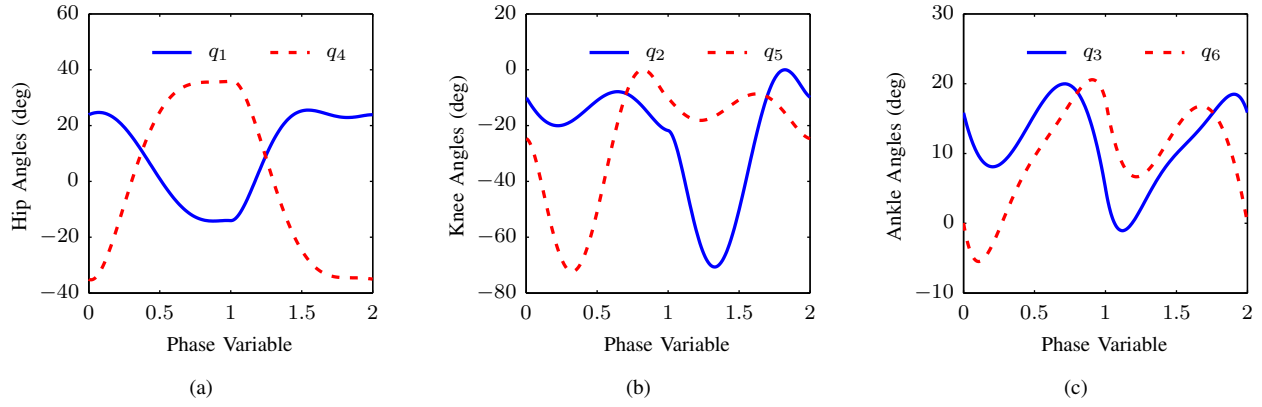 60
40
20
0
−20
−40
Hip Angles (deg)
q1
q4
0
0.5
1
1.5
2
Phase Variable
(a)
20
0
−20
−40
−60
−80
Knee Angles (deg)
q2
q5
0
0.5
1
1.5
2
Phase Variable
(b)
30
20
10
0
−10
Ankle Angles (deg)
q3
q6
0
0.5
1
1.5
2
Phase Variable
(c)